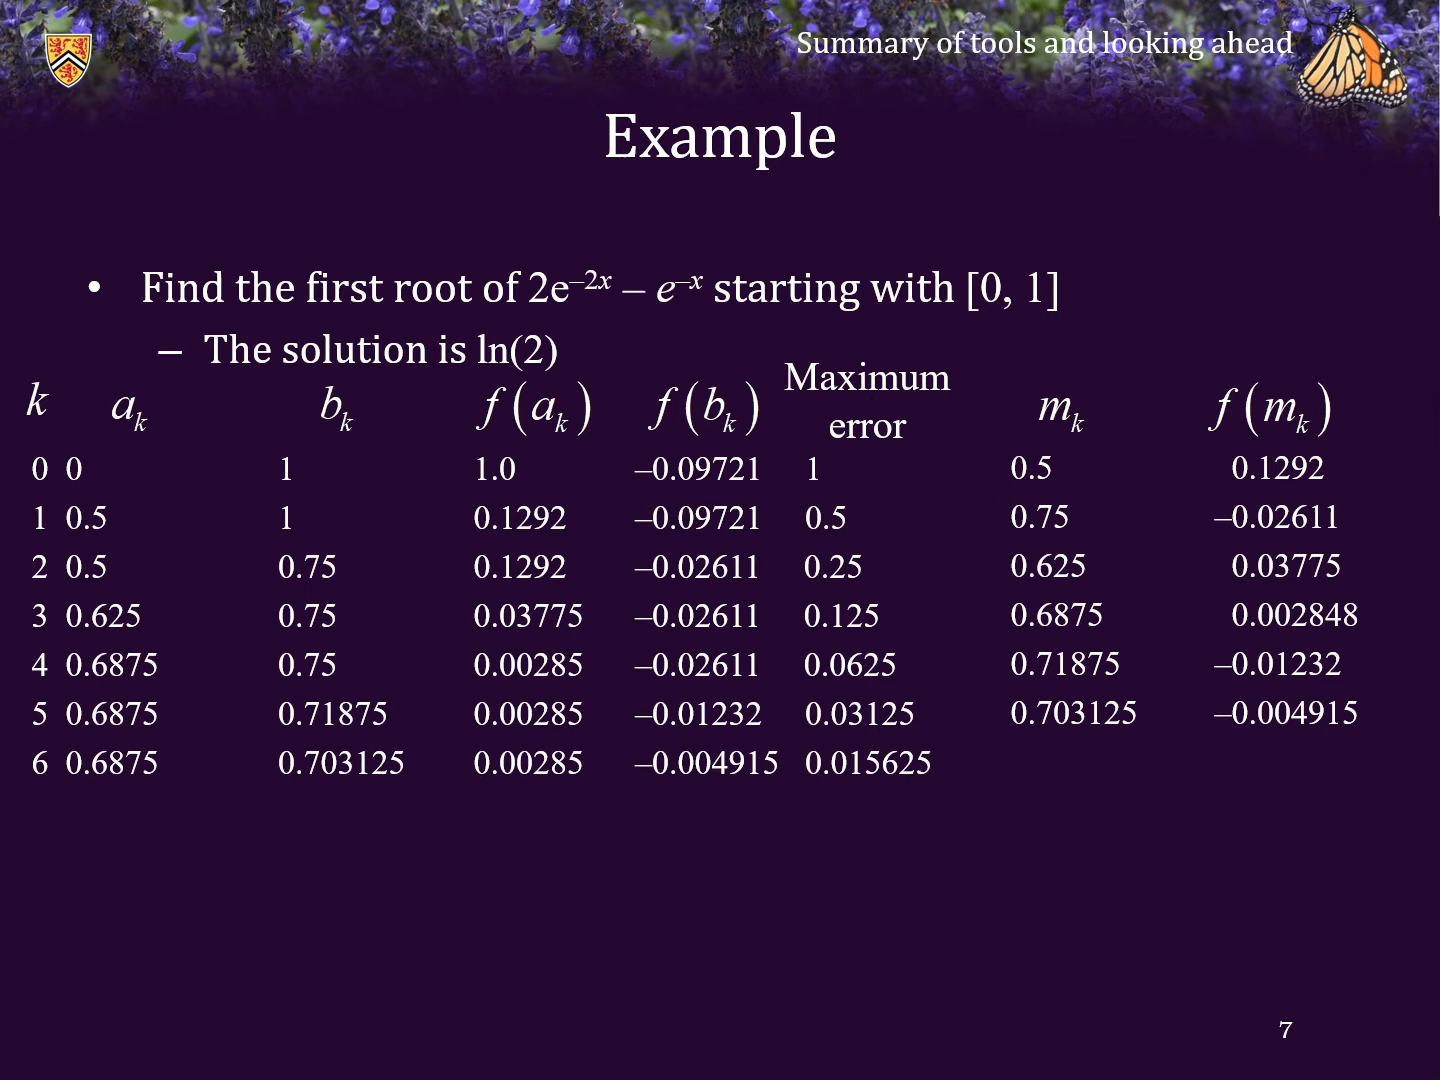 Summary of tools and looking ahead
Example
• Find the first root of 2e–2x – e–x starting with [0, 1]
– The solution is ln(2)
k ak bk f(ak) f(bk) Maximum error mk f(mk)
0 0 1 1.0 –0.09721 1 0.5 0.1292
1 0.5 1 0.1292 –0.09721 0.5 0.75 –0.02611
2 0.5 0.75 0.1292 –0.02611 0.25 0.625 0.03775
3 0.625 0.75 0.03775 –0.02611 0.125 0.6875 0.002848
4 0.6875 0.75 0.00285 –0.02611 0.0625 0.71875 –0.01232
5 0.6875 0.71875 0.00285 –0.01232 0.03125 0.703125 –0.004915
6 0.6875 0.703125 0.00285 –0.004915 0.015625
7